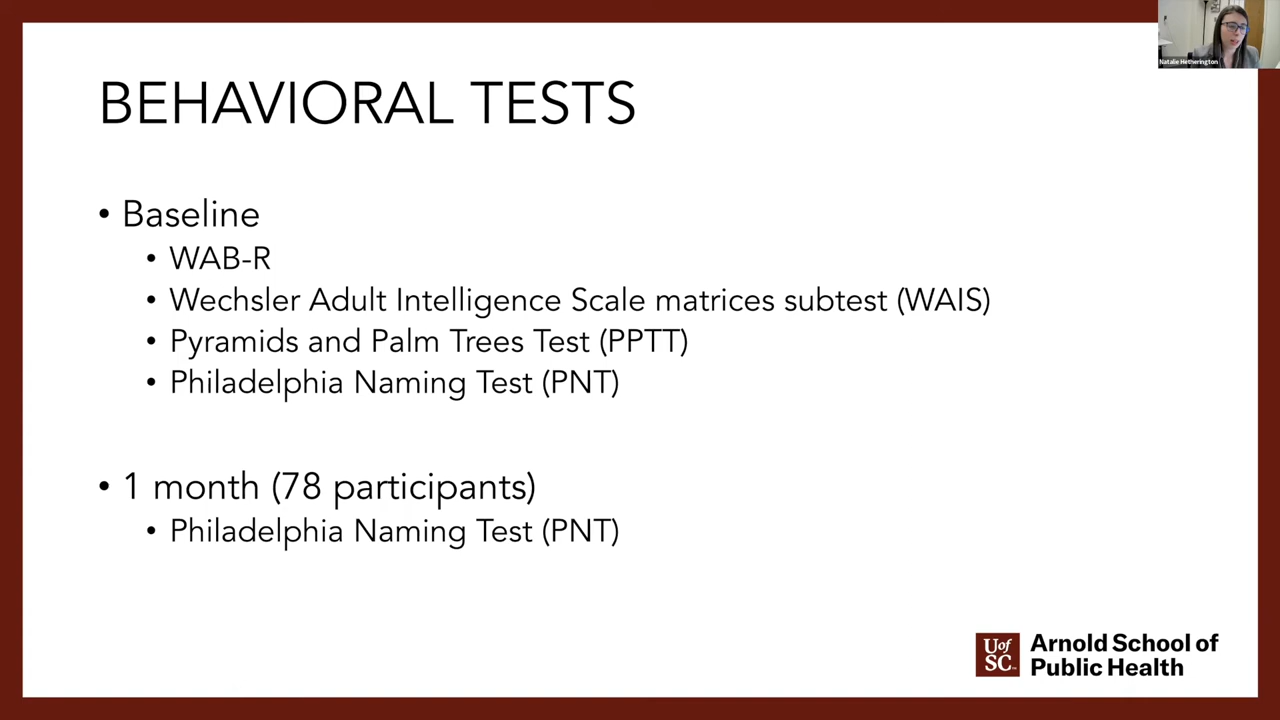 Natalie Hetherington
BEHAVIORAL TESTS
• Baseline
• WAB-R
• Wechsler Adult Intelligence Scale matrices subtest (WAIS)
• Pyramids and Palm Trees Test (PPTT)
• Philadelphia Naming Test (PNT)
• 1 month (78 participants)
• Philadelphia Naming Test (PNT)
UofSC
Arnold School of
Public Health